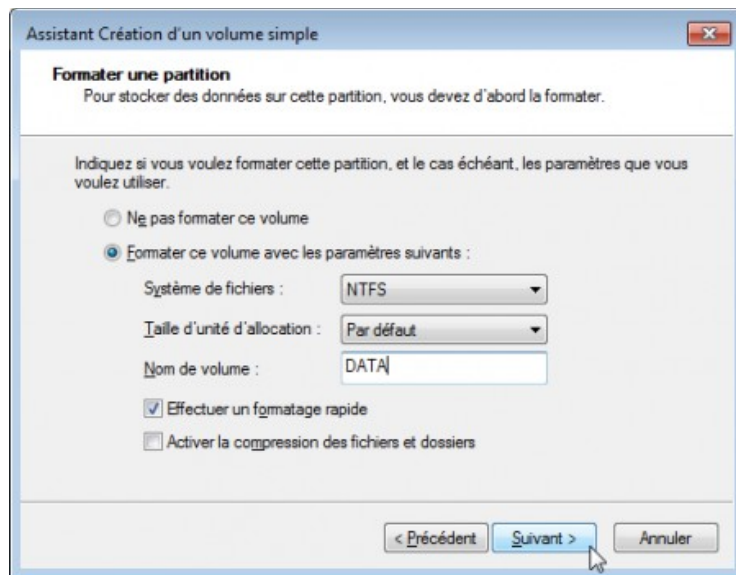 Assistant Création d'un volume simple
Formater une partition
Pour stocker des données sur cette partition, vous devez d'abord la formater.
Indiquez si vous voulez formater cette partition, et le cas échéant, les paramètres que vous
voulez utiliser.
Ne pas formater ce volume
Formater ce volume avec les paramètres suivants :
Système de fichiers : NTFS
Taille d'unité d'allocation : Par défaut
Nom de volume : DATA
Effectuer un formatage rapide
Activer la compression des fichiers et dossiers
< Précédent Suivant > Annuler